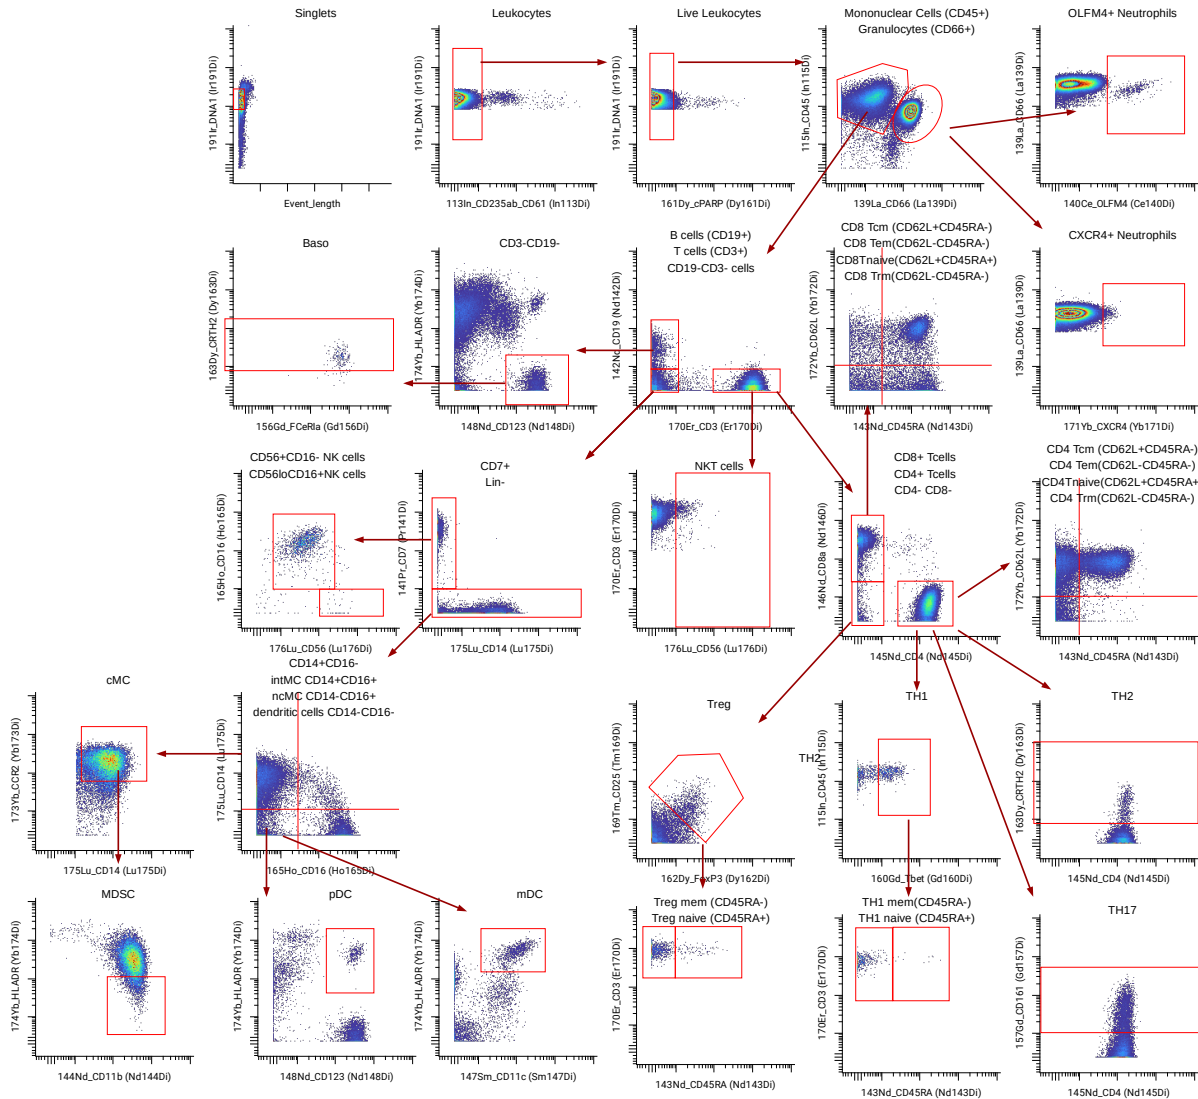 Singlets
191Ir_DNA1 (Ir191Di)
Event_length
Leukocytes
191Ir_DNA1 (Ir191Di)
113In_CD235ab_CD61 (In113Di)
Live Leukocytes
191Ir_DNA1 (Ir191Di)
161Dy_cPARP (Dy161Di)
Mononuclear Cells (CD45+)
Granulocytes (CD66+)
115In_CD45 (In115Di)
139La_CD66 (La139Di)
OLFM4+ Neutrophils
139La_CD66 (La139Di)
140Ce_OLFM4 (Ce140Di)
Baso
163Dy_CRTH2 (Dy163Di)
156Gd_FCeRIa (Gd156Di)
CD3-CD19-
174Yb_HLADR (Yb174Di)
148Nd_CD123 (Nd148Di)
B cells (CD19+)
T cells (CD3+)
CD19-CD3- cells
142Nd_CD19 (Nd142Di)
170Er_CD3 (Er170Di)
CD8 Tcm (CD62L+CD45RA-)
CD8 Tem(CD62L-CD45RA-)
CD8Tnaive(CD62L+CD45RA+)
CD8 Trm(CD62L-CD45RA-)
172Yb_CD62L (Yb172Di)
143Nd_CD45RA (Nd143Di)
CXCR4+ Neutrophils
139La_CD66 (La139Di)
171Yb_CXCR4 (Yb171Di)
CD56+CD16- NK cells
CD56loCD16+NK cells
165Ho_CD16 (Ho165Di)
176Lu_CD56 (Lu176Di)
CD7+
Lin-
141Pr_CD7 (Pr141Di)
175Lu_CD14 (Lu175Di)
NKT cells
170Er_CD3 (Er170Di)
176Lu_CD56 (Lu176Di)
CD8+ Tcells
CD4+ Tcells
CD4- CD8-
146Nd_CD8a (Nd146Di)
145Nd_CD4 (Nd145Di)
CD4 Tcm (CD62L+CD45RA-)
CD4 Tem(CD62L-CD45RA-)
CD4Tnaive(CD62L+CD45RA+
CD4 Trm(CD62L-CD45RA-)
172Yb_CD62L (Yb172Di)
143Nd_CD45RA (Nd143Di)
cMC
173Yb_CCR2 (Yb173Di)
175Lu_CD14 (Lu175Di)
CD14+CD16-
intMC CD14+CD16+
ncMC CD14-CD16+
dendritic cells CD14-CD16-
175Lu_CD14 (Lu175Di)
165Ho_CD16 (Ho165Di)
Treg
169Tm_CD25 (Tm169Di)
162Dy_FoxP3 (Dy162Di)
TH2
TH1
115In_CD45 (In115Di)
160Gd_Tbet (Gd160Di)
TH2
163Dy_CRTH2 (Dy163Di)
145Nd_CD4 (Nd145Di)
MDSC
174Yb_HLADR (Yb174Di)
144Nd_CD11b (Nd144Di)
pDC
174Yb_HLADR (Yb174Di)
148Nd_CD123 (Nd148Di)
mDC
174Yb_HLADR (Yb174Di)
147Sm_CD11c (Sm147Di)
Treg mem (CD45RA-)
Treg naive (CD45RA+)
170Er_CD3 (Er170Di)
143Nd_CD45RA (Nd143Di)
TH1 mem(CD45RA-)
TH1 naive (CD45RA+)
170Er_CD3 (Er170Di)
143Nd_CD45RA (Nd143Di)
TH17
157Gd_CD161 (Gd157Di)
145Nd_CD4 (Nd145Di)